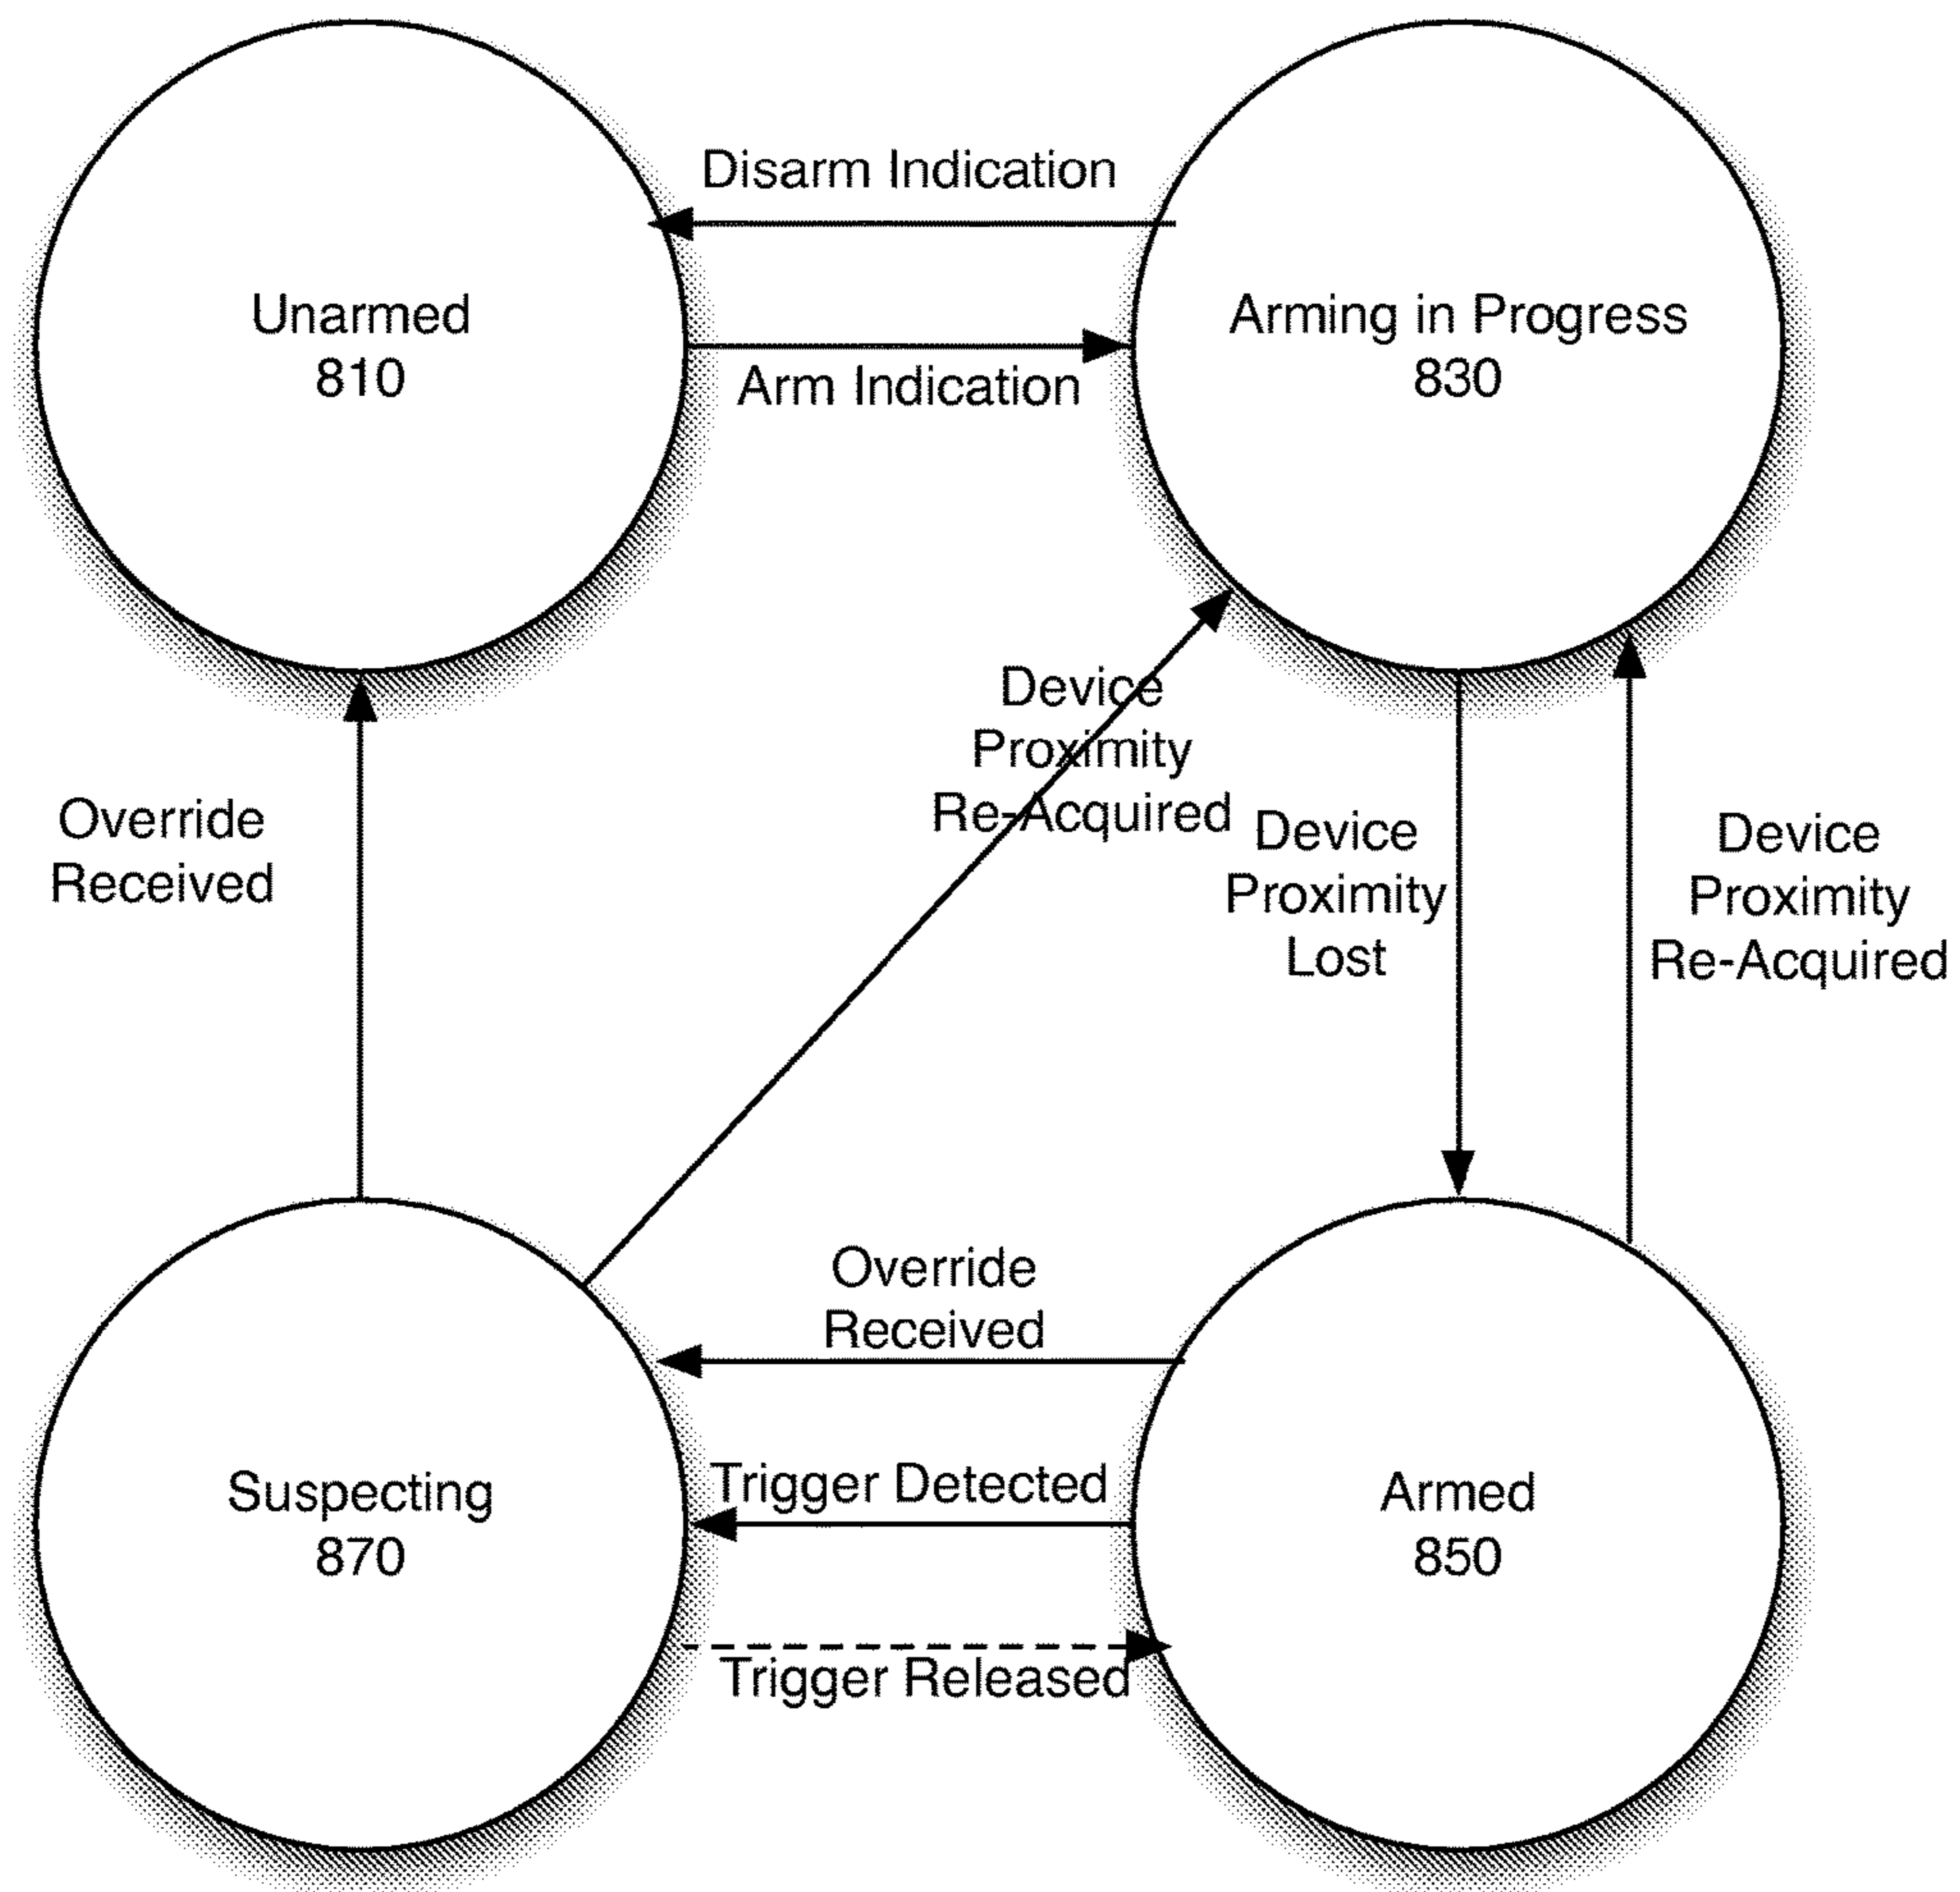 Disarm Indication
Unarmed
810
Arming in Progress
830
Arm Indication
Device
Proximity
Re-Acquired
Override
Received
Device
Proximity
Lost
Device
Proximity
Re-Acquired
Override
Received
Suspecting
870
Trigger Detected
Armed
850
Trigger Released